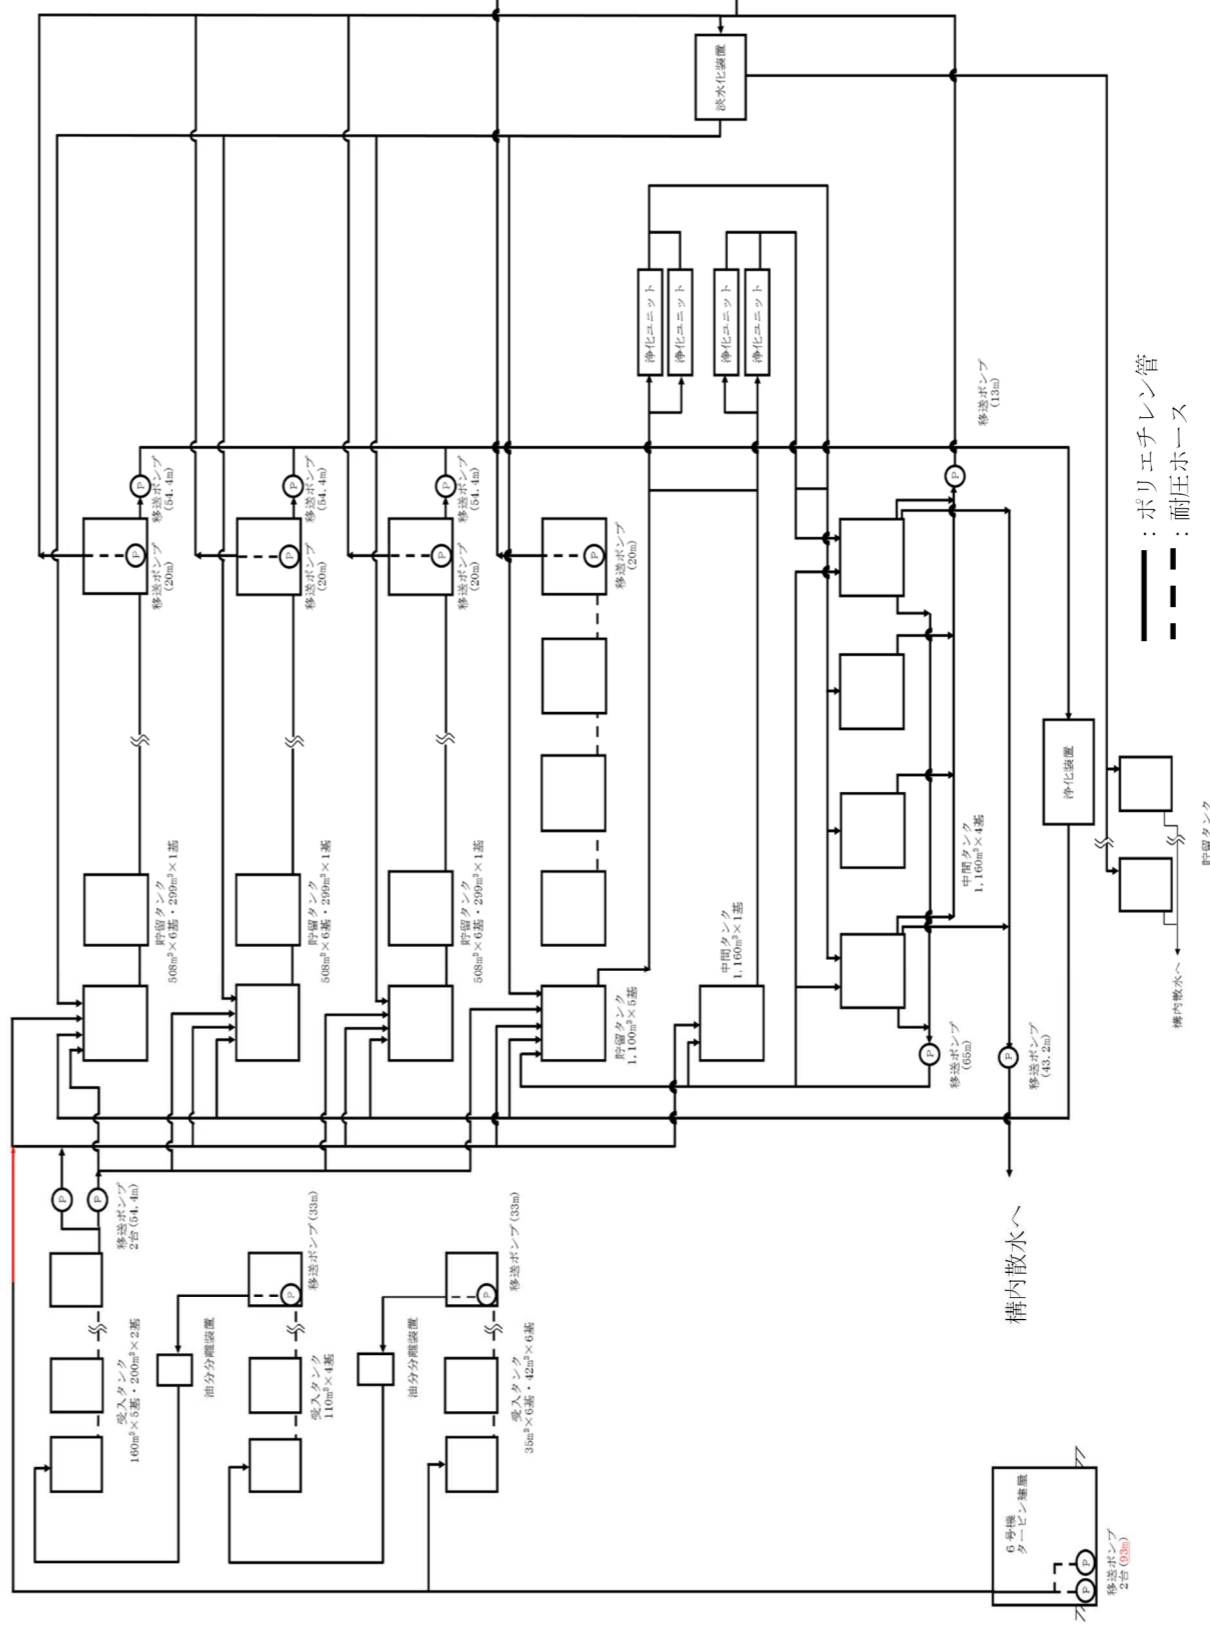 淡水化装置
浄化ユニット
浄化ユニット
浄化ユニット
浄化ユニット
移送ポンプ
(13m)
：ポリエチレン管
：耐圧ホース
P
移送ポンプ
(54.4m)
P
移送ポンプ
(54.4m)
P
移送ポンプ
(54.4m)
P
P
移送ポンプ
(20m)
P
移送ポンプ
(20m)
P
移送ポンプ
(20m)
P
移送ポンプ
(20m)
浄化装置
貯留タンク
508m³×6基・299m³×1基
貯留タンク
508m³×6基・299m³×1基
貯留タンク
508m³×6基・299m³×1基
中間タンク
1,160m³×4基
貯留タンク
貯留タンク
1,100m³×5基
中間タンク
1,160m³×1基
構内散水へ
P
移送ポンプ
(65m)
P
移送ポンプ
(43.2m)
P
P
移送ポンプ
2台(54.4m)
構内散水へ
P
移送ポンプ(33m)
P
移送ポンプ(33m)
油分分離装置
油分分離装置
受入タンク
160m³×5基・200m³×2基
受入タンク
110m³×4基
受入タンク
35m³×6基・42m³×6基
６号機
タービン建屋
P
P
移送ポンプ
2台(93m)